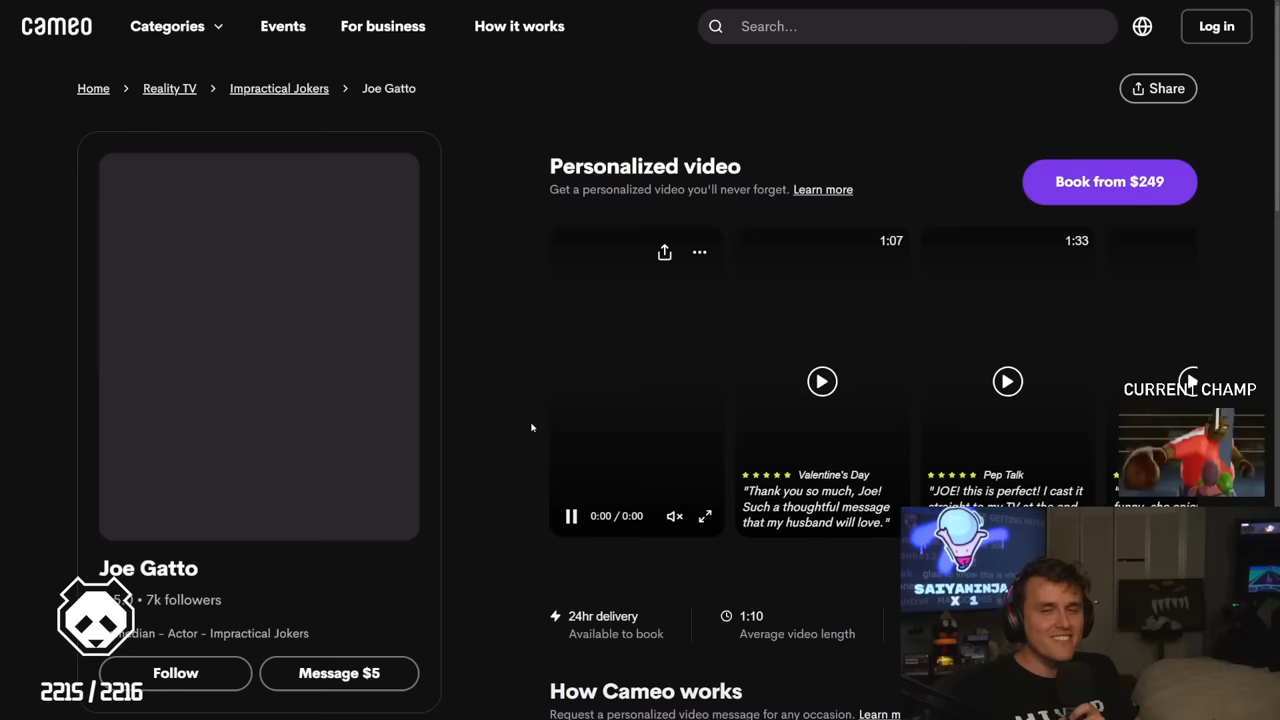 cameo
Categories
Events
For business
How it works
Search...
Log in
Home
Reality TV
Impractical Jokers
Joe Gatto
Share
Personalized video
Get a personalized video you'll never forget. Learn more
Book from $249
1:07
1:33
CURRENT CHAMP
0:00 / 0:00
Valentine's Day
"Thank you so much, Joe!
Such a thoughtful message
that my husband will love."
Pep Talk
"JOE! this is perfect! I cast it
SAIYANINJA
X 1
Joe Gatto
• 7k followers
- Actor - Impractical Jokers
Follow
Message $5
2215 / 2216
24hr delivery
Available to book
1:10
Average video length
How Cameo works
Request a personalized video message for any occasion.